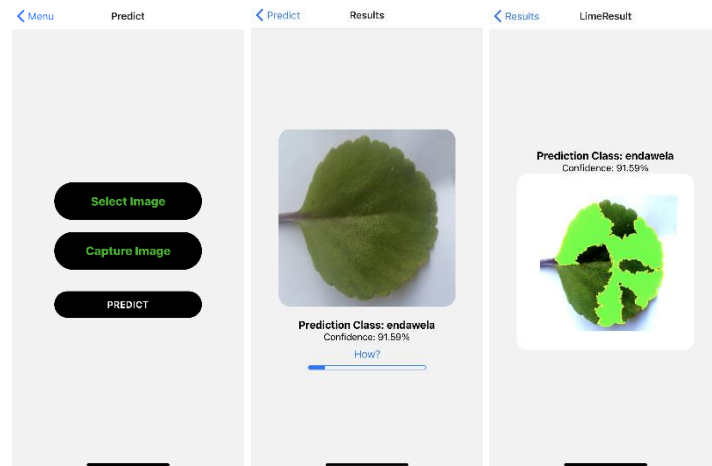 Menu
Predict
Select Image
Capture Image
PREDICT
Predict
Results
Prediction Class: endawela
Confidence: 91.59%
How?
Results
LimeResult
Prediction Class: endawela
Confidence: 91.59%